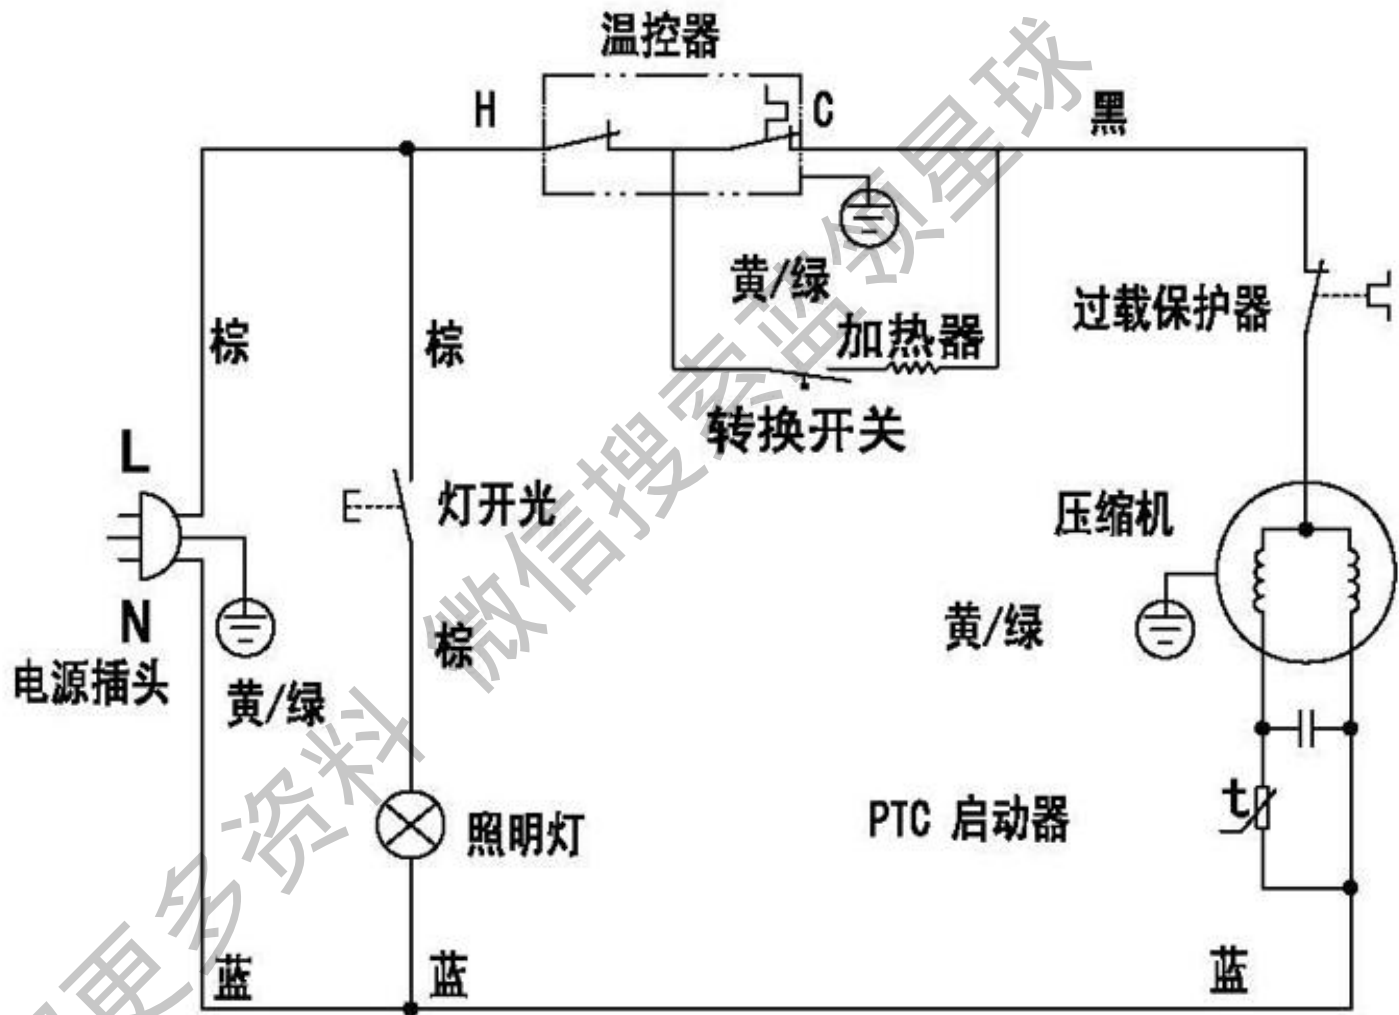 温控器
H
C
黑
黄/绿
过载保护器
加热器
棕
棕
转换开关
L
灯开光
压缩机
N
棕
黄/绿
电源插头
黄/绿
PTC 启动器
t
照明灯
蓝
蓝
蓝
更多资料 微信搜索蓝领星球